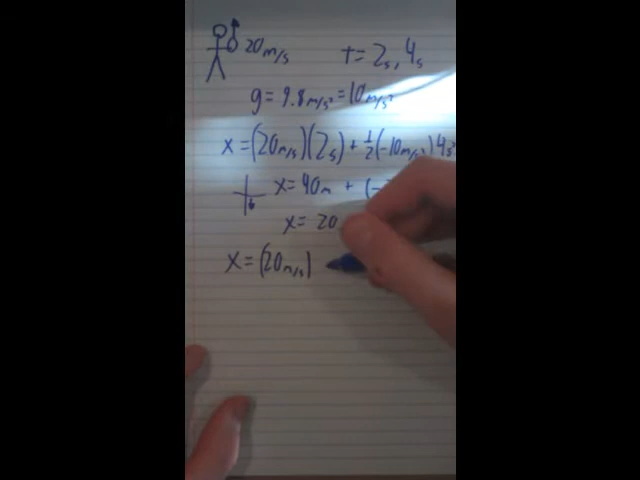 20m/s t = 2s, 4s
g = 9.8m/s² = 10m/s²
x = (20m/s)(2s) + ½(-10m/s²)4s²
x = 40m + (-
x = 20
x = (20m/s)